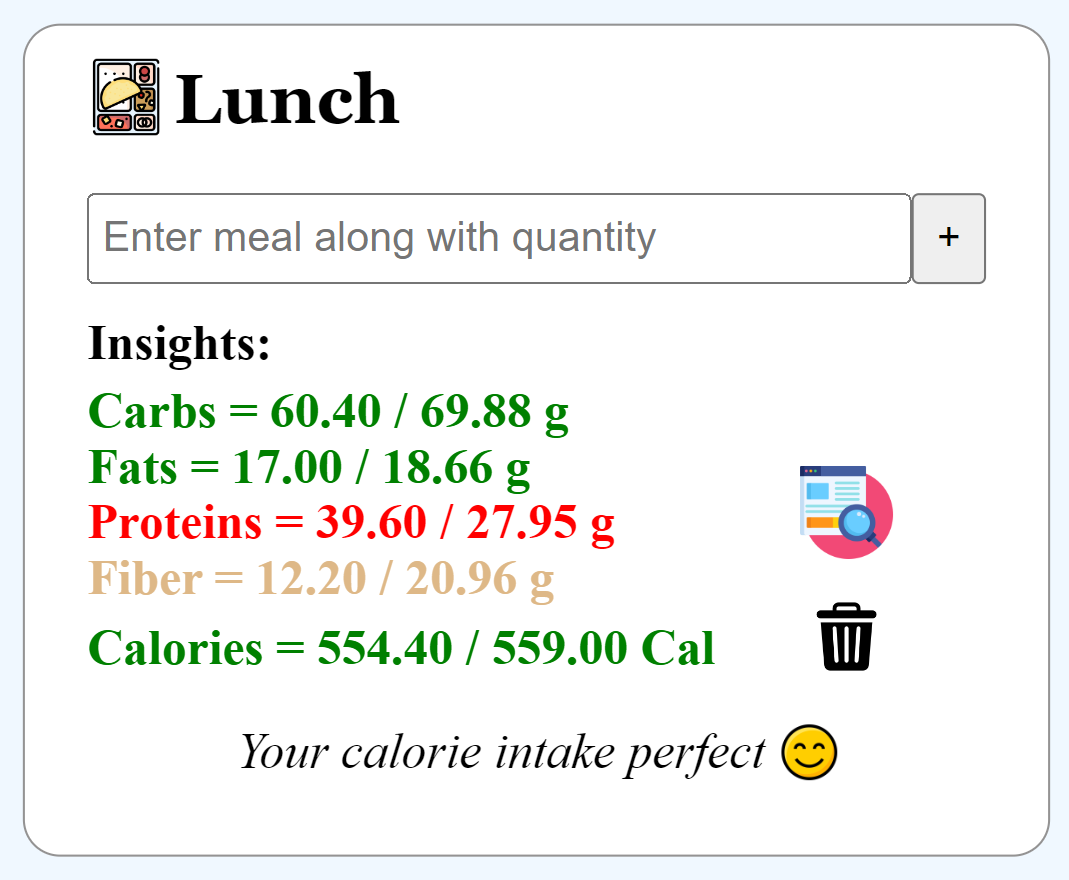 Lunch
Enter meal along with quantity
+
Insights:
Carbs = 60.40 / 69.88 g
Fats = 17.00 / 18.66 g
Proteins = 39.60 / 27.95 g
Fiber = 12.20 / 20.96 g
Calories = 554.40 / 559.00 Cal
Your calorie intake perfect 😊